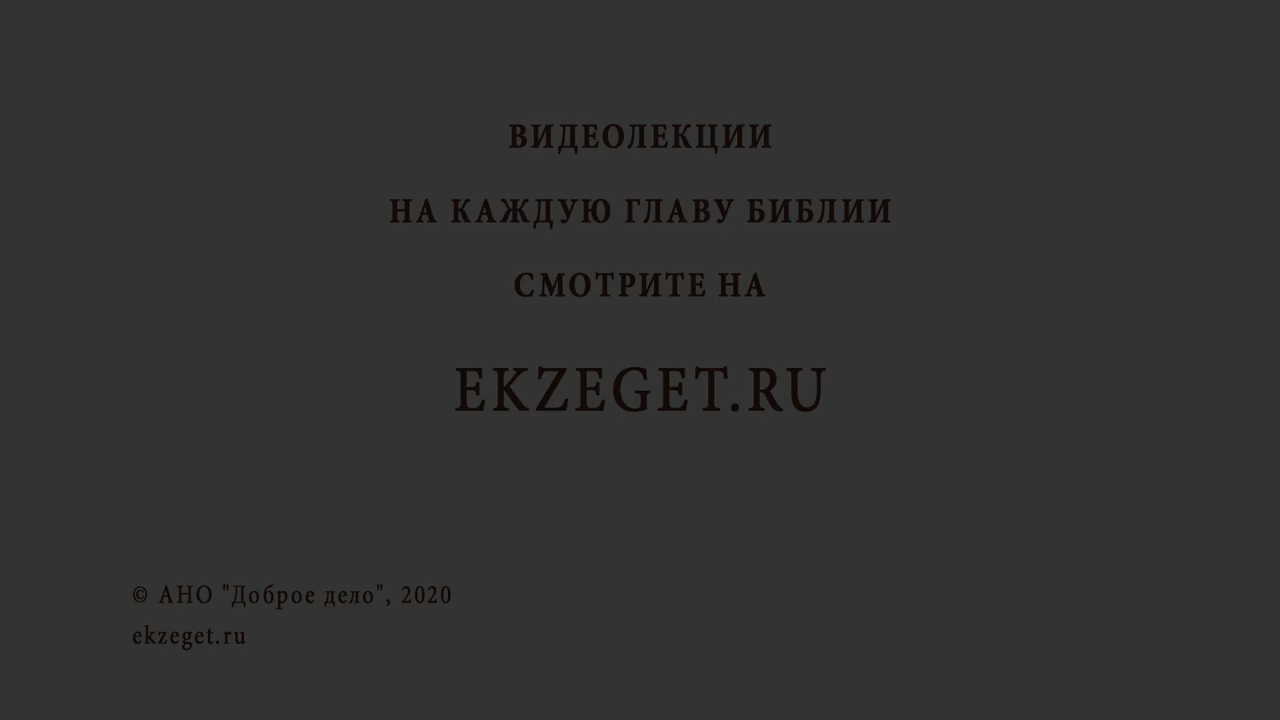 ВИДЕОЛЕКЦИИ
НА КАЖДУЮ ГЛАВУ БИБЛИИ
СМОТРИТЕ НА
EKZEGET.RU
© АНО "Доброе дело", 2020
ekzeget.ru